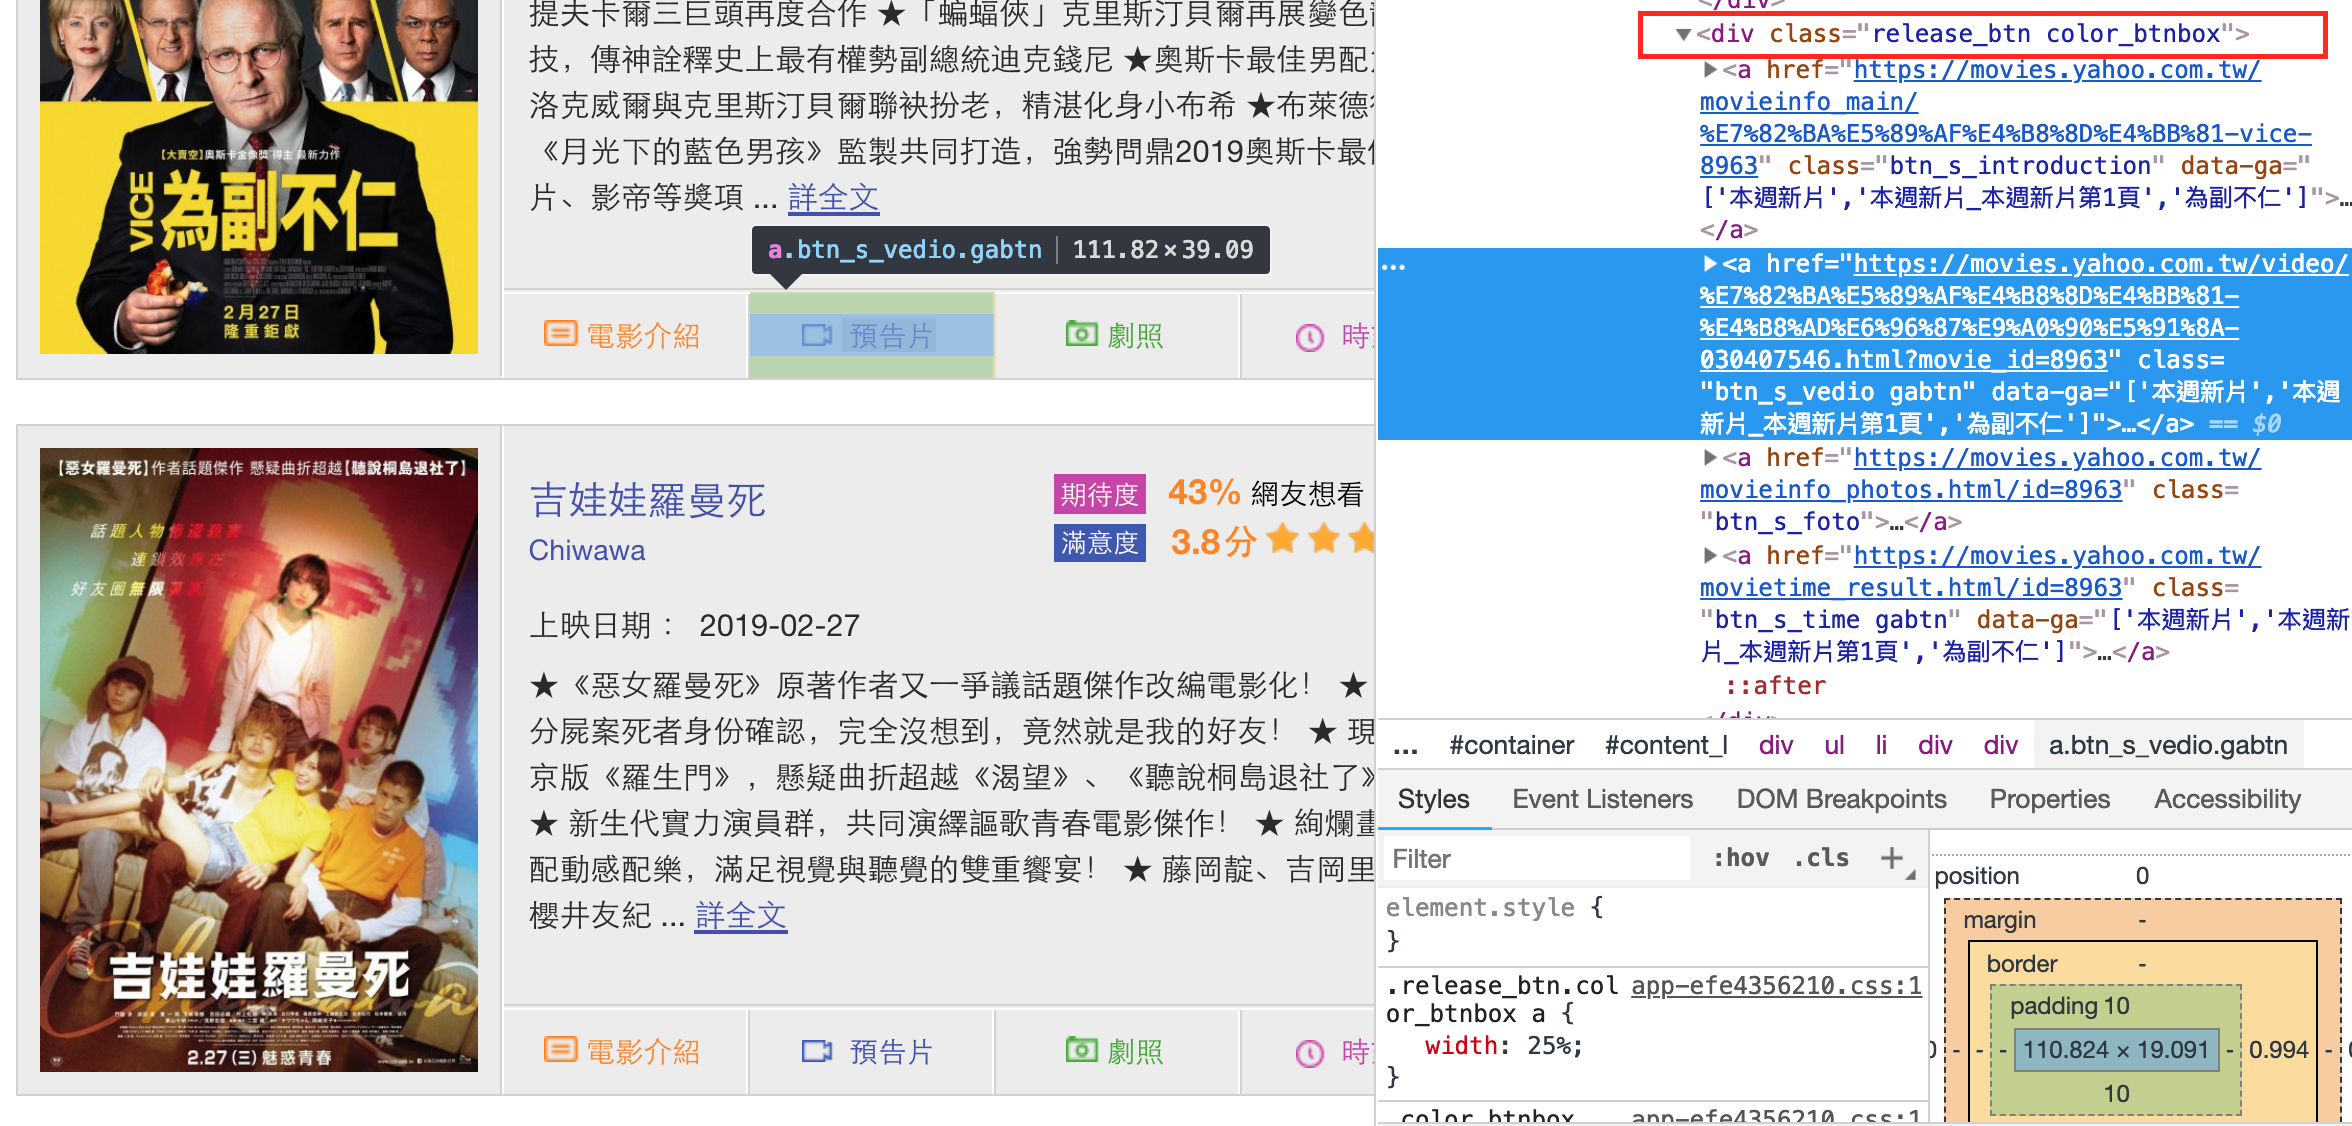 提夫卡爾三巨頭再度合作 ★「蝙蝠俠」克里斯汀貝爾再展變色
技，傳神詮釋史上最有權勢副總統迪克錢尼 ★奧斯卡最佳男配
洛克威爾與克里斯汀貝爾聯袂扮老，精湛化身小布希 ★布萊德
《月光下的藍色男孩》監製共同打造，強勢問鼎2019奧斯卡最
片、影帝等獎項 ... 詳全文
【大賣空】奧斯卡金像獎 得主 最新力作
VICE 為副不仁
2月27日
隆重鉅獻
a.btn_s_vedio.gabtn 111.82×39.09
電影介紹
預告片
劇照
時
【惡女羅曼死】作者話題傑作 懸疑曲折超越【聽說桐島退社了】
話題人物慘遭殺害
連鎖效應在
好友圈無限
吉娃娃羅曼死
2.27(三) 魅惑青春
吉娃娃羅曼死
Chiwawa
期待度 43% 網友想看
滿意度 3.8分
上映日期： 2019-02-27
★《惡女羅曼死》原著作者又一爭議話題傑作改編電影化！ ★
分屍案死者身份確認，完全沒想到，竟然就是我的好友！ ★ 現
京版《羅生門》，懸疑曲折超越《渴望》、《聽說桐島退社了》
★ 新生代實力演員群，共同演繹謳歌青春電影傑作！ ★ 絢爛畫
配動感配樂，滿足視覺與聽覺的雙重饗宴！ ★ 藤岡靛、吉岡里
櫻井友紀 ... 詳全文
電影介紹
預告片
劇照
時
</div>
▼<div class="release_btn color_btnbox">
▶<a href="https://movies.yahoo.com.tw/
movieinfo_main/
%E7%82%BA%E5%89%AF%E4%B8%8D%E4%BB%81-vice-
8963" class="btn_s_introduction" data-ga="
['本週新片','本週新片_本週新片第1頁','為副不仁']">…
</a>
▶<a href="https://movies.yahoo.com.tw/video/
%E7%82%BA%E5%89%AF%E4%B8%8D%E4%BB%81-
%E4%B8%AD%E6%96%87%E9%A0%90%E5%91%8A-
030407546.html?movie_id=8963" class=
"btn_s_vedio gabtn" data-ga="['本週新片','本週
新片_本週新片第1頁','為副不仁']">…</a> == $0
▶<a href="https://movies.yahoo.com.tw/
movieinfo_photos.html/id=8963" class=
"btn_s_foto">…</a>
▶<a href="https://movies.yahoo.com.tw/
movietime_result.html/id=8963" class=
"btn_s_time gabtn" data-ga="['本週新片','本週新
片_本週新片第1頁','為副不仁']">…</a>
::after
</div>
... #container #content_l div ul li div div a.btn_s_vedio.gabtn
Styles Event Listeners DOM Breakpoints Properties Accessibility
Filter :hov .cls +
element.style {
}
.release_btn.col app-efe4356210.css:1
or_btnbox a {
width: 25%;
}
.color_btnbox app-efe4356210.css:1
position 0
margin -
border -
padding 10
110.824 × 19.091
- - - - 0.994 -
10